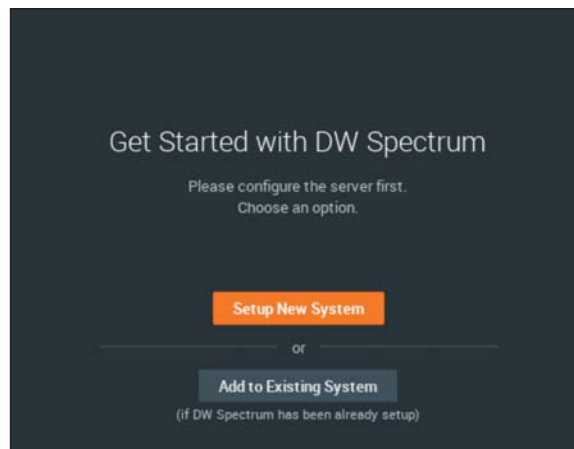 Get Started with DW Spectrum
Please configure the server first.
Choose an option.
Setup New System
or
Add to Existing System
(if DW Spectrum has been already setup)